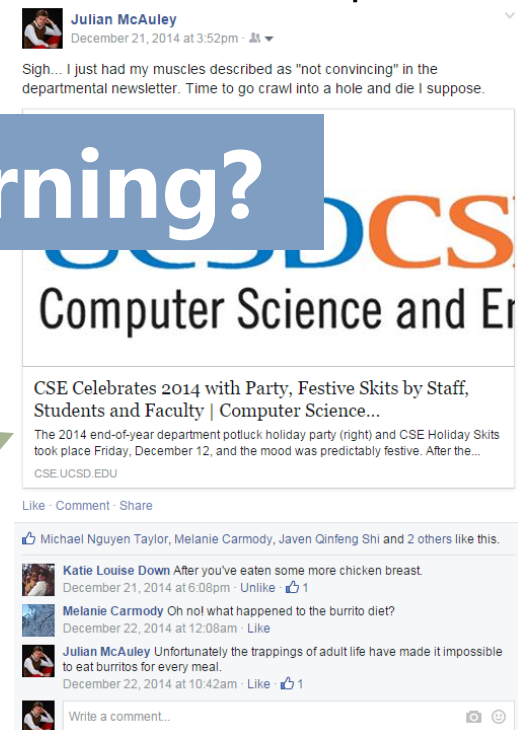 Julian McAuley
December 21, 2014 at 3:52pm ·
Sigh... I just had my muscles described as "not convincing" in the
departmental newsletter. Time to go crawl into a hole and die I suppose.
rning?
UCSDCS
Computer Science and En
CSE Celebrates 2014 with Party, Festive Skits by Staff,
Students and Faculty | Computer Science...
The 2014 end-of-year department potluck holiday party (right) and CSE Holiday Skits
took place Friday, December 12, and the mood was predictably festive. After the...
CSE.UCSD.EDU
Like · Comment · Share
Michael Nguyen Taylor, Melanie Carmody, Javen Qinfeng Shi and 2 others like this.
Katie Louise Down After you've eaten some more chicken breast.
December 21, 2014 at 6:08pm · Unlike · 1
Melanie Carmody Oh no! what happened to the burrito diet?
December 22, 2014 at 12:08am · Like
Julian McAuley Unfortunately the trappings of adult life have made it impossible
to eat burritos for every meal.
December 22, 2014 at 10:42am · Like · 1
Write a comment...